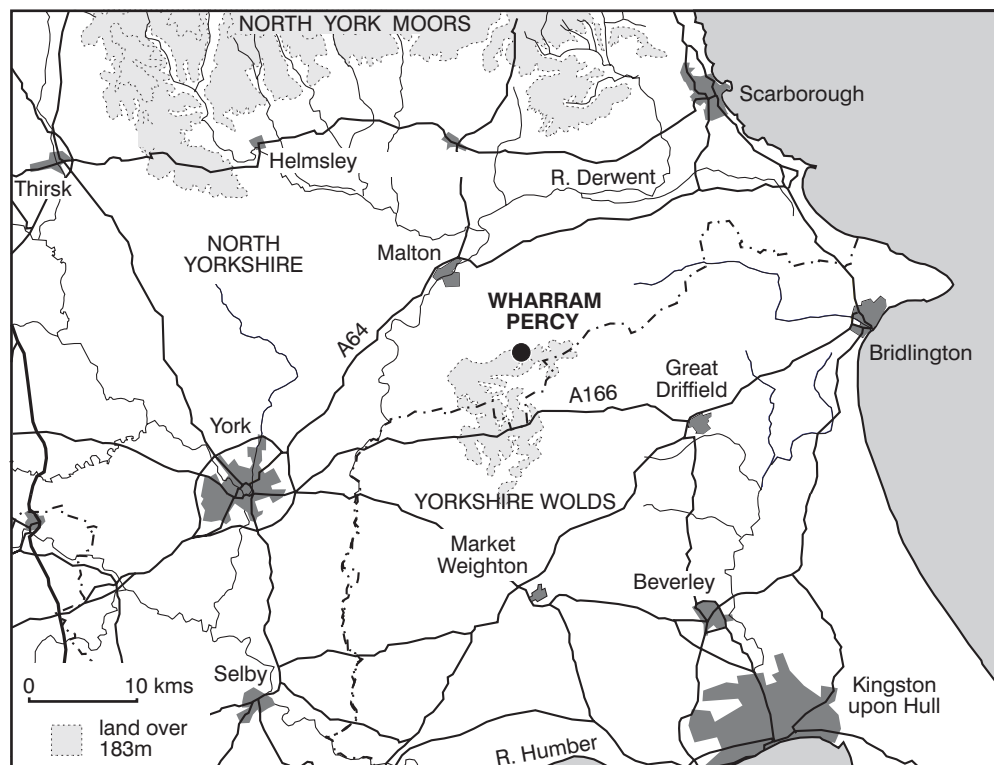 NORTH YORK MOORS
Scarborough
Helmsley
Thirsk
R. Derwent
NORTH
YORKSHIRE
Malton
WHARRAM
PERCY
A64
Bridlington
Great
Driffield
A166
York
YORKSHIRE WOLDS
Market
Weighton
Beverley
Selby
Kingston
upon Hull
0 10 kms
land over
183m
R. Humber